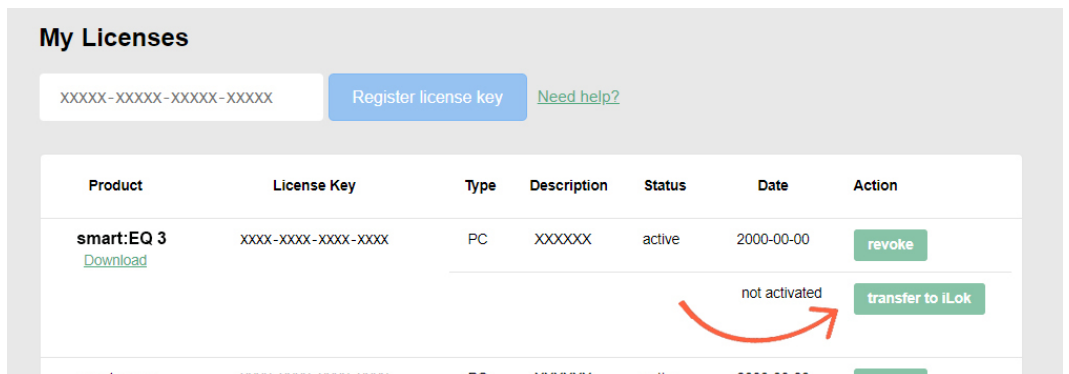 My Licenses
XXXXX-XXXXX-XXXXX-XXXXX Register license key Need help?
Product License Key Type Description Status Date Action
smart:EQ 3 XXXX-XXXX-XXXX-XXXX PC XXXXXX active 2000-00-00 revoke
Download
not activated transfer to iLok